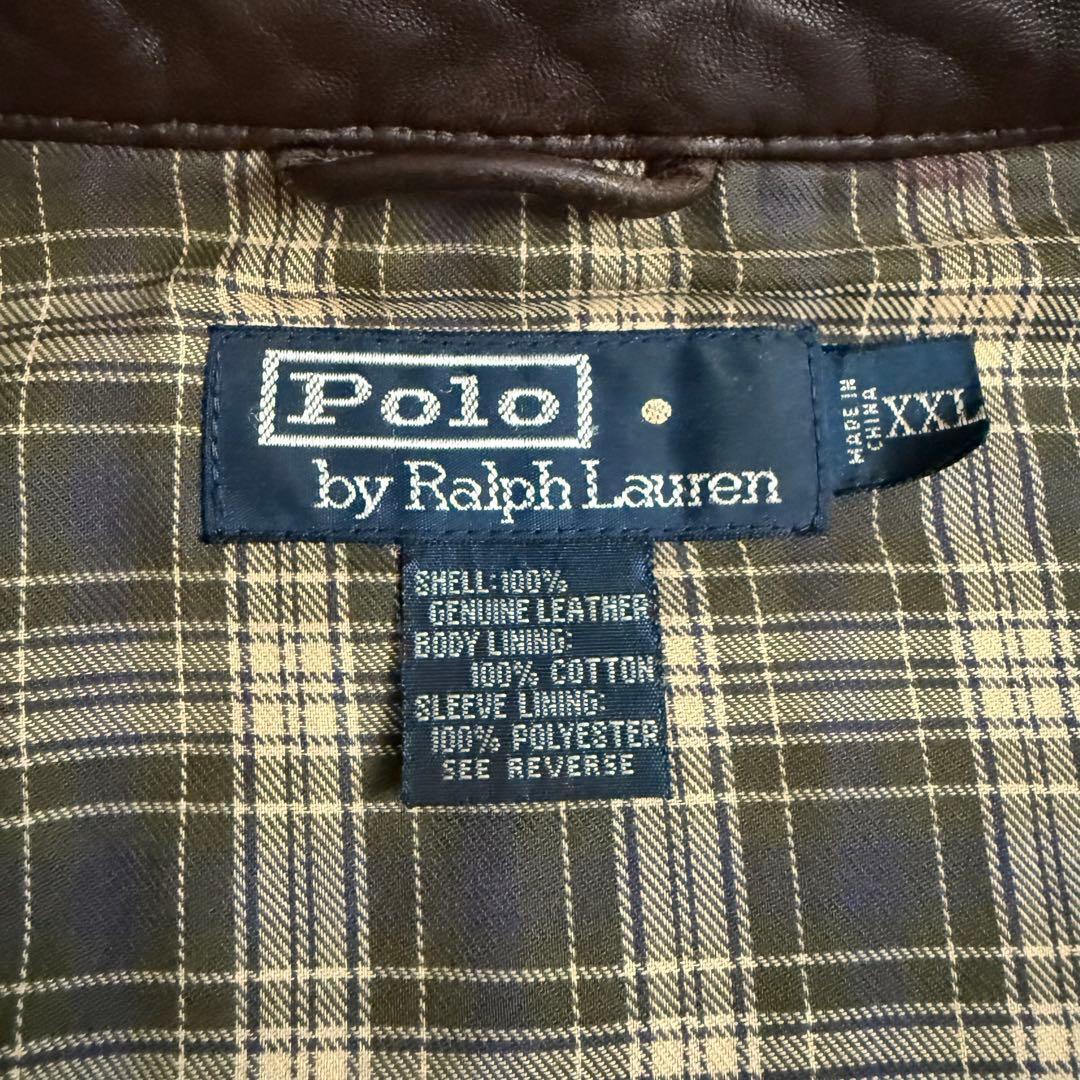 Polo
by Ralph Lauren
MADE IN
CHINA
XXL
SHELL: 100%
GENUINE LEATHER
BODY LINING:
100% COTTON
SLEEVE LINING:
100% POLYESTER
SEE REVERSE